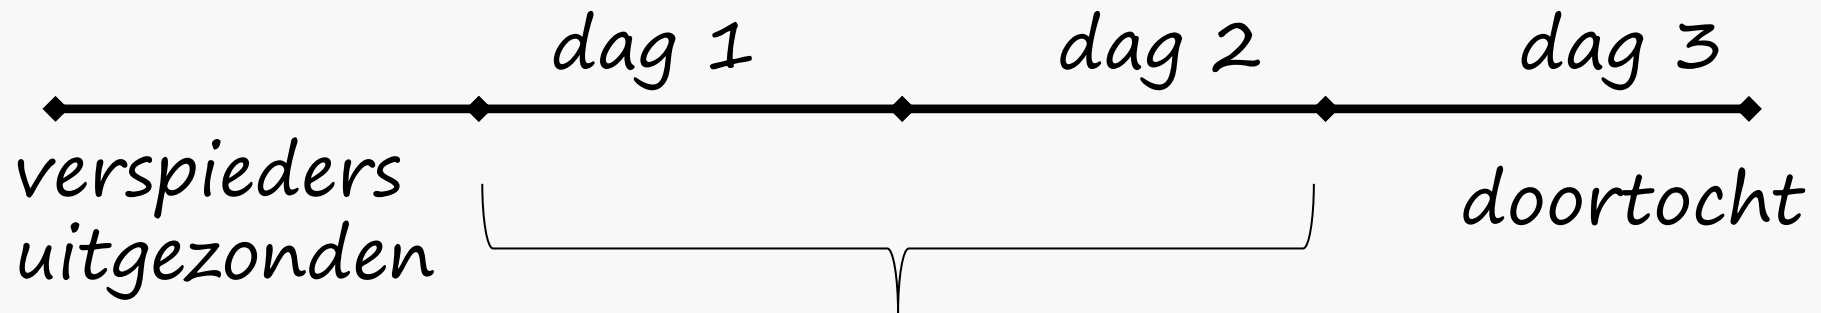 dag 1 dag 2 dag 3
verspieders
uitgezonden
doortocht